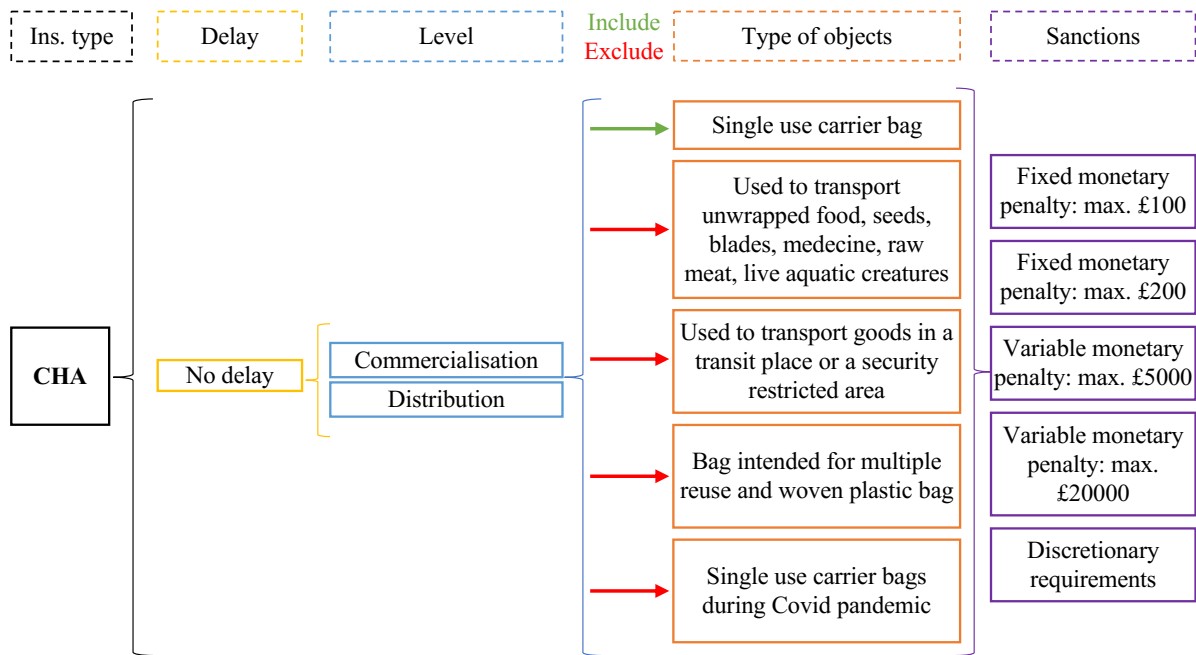 Ins. type
Delay
Level
Include
Exclude
Type of objects
Sanctions
CHA
No delay
Commercialisation
Distribution
Single use carrier bag
Used to transport
unwrapped food, seeds,
blades, medecine, raw
meat, live aquatic creatures
Used to transport goods in a
transit place or a security
restricted area
Bag intended for multiple
reuse and woven plastic bag
Single use carrier bags
during Covid pandemic
Fixed monetary
penalty: max. £100
Fixed monetary
penalty: max. £200
Variable monetary
penalty: max. £5000
Variable monetary
penalty: max.
£20000
Discretionary
requirements